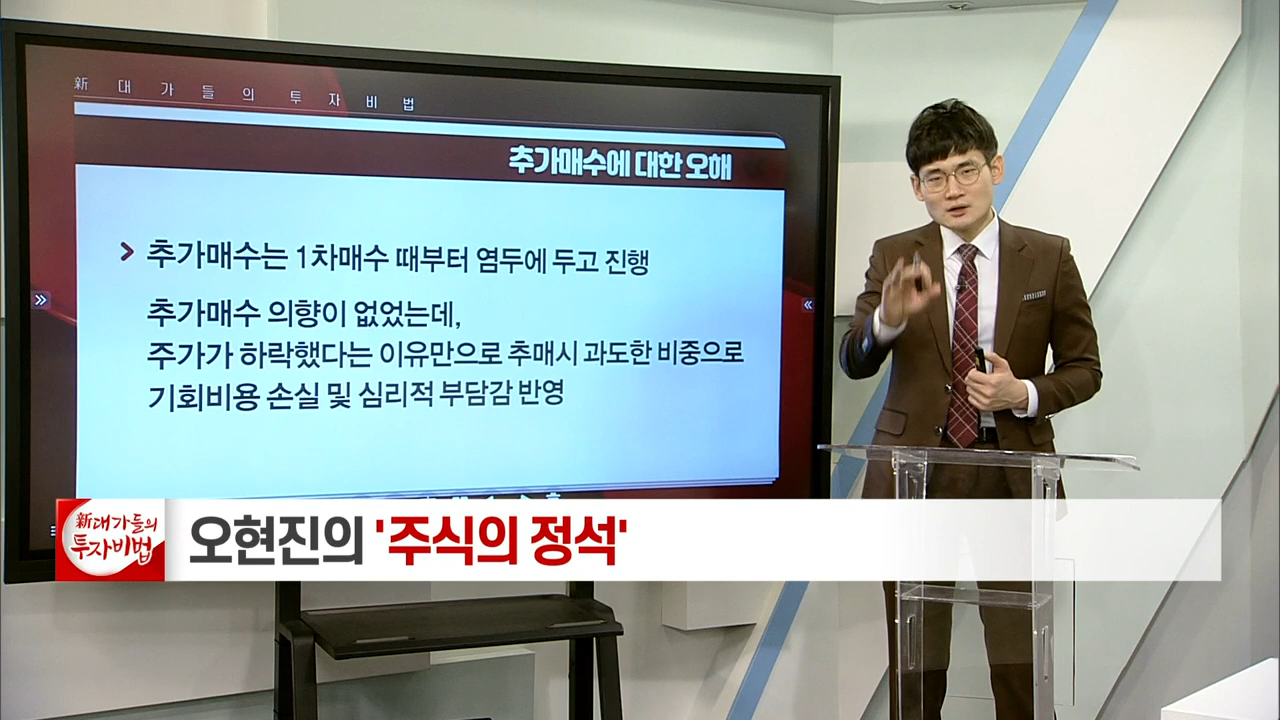 新 대가들의 투자비법
추가매수에 대한 오해
추가매수는 1차매수 때부터 염두에 두고 진행
추가매수 의향이 없었는데,
주가가 하락했다는 이유만으로 추매시 과도한 비중으로
기회비용 손실 및 심리적 부담감 반영
新대가들의
투자비법
오현진의 '주식의 정석'